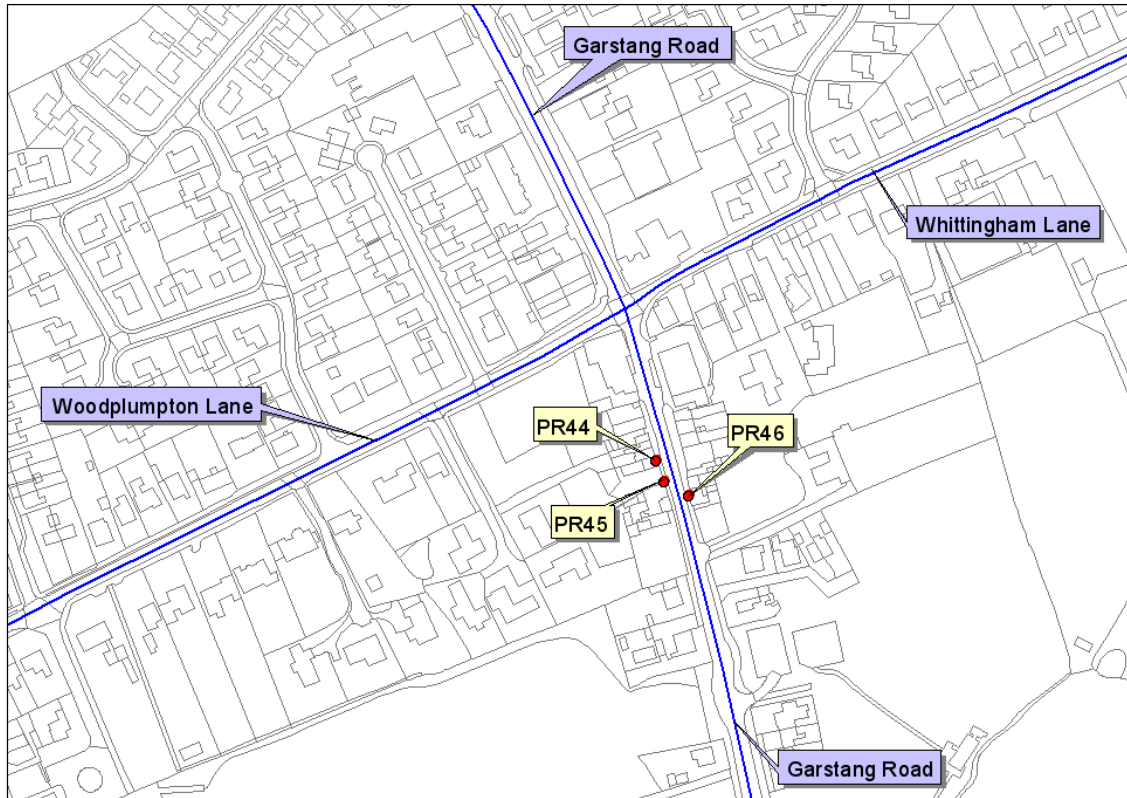 Garstang Road
Whittingham Lane
Woodplumpton Lane
PR44
PR46
PR45
Garstang Road